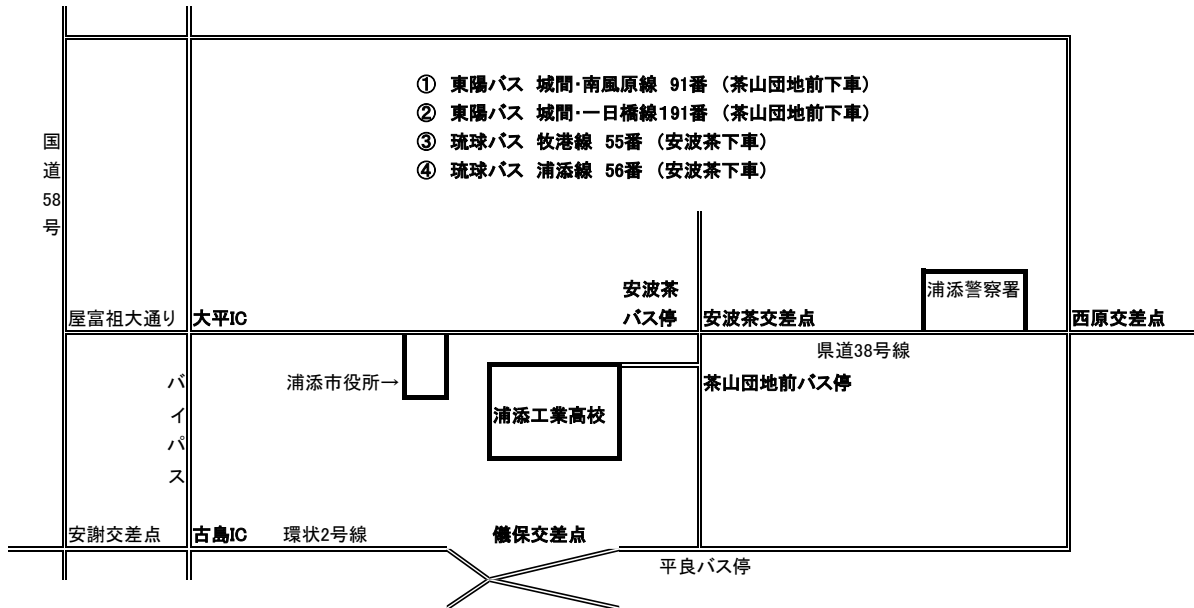 ① 東陽バス 城間・南風原線 91番 (茶山団地前下車)
② 東陽バス 城間・一日橋線191番 (茶山団地前下車)
③ 琉球バス 牧港線 55番 (安波茶下車)
④ 琉球バス 浦添線 56番 (安波茶下車)
国道58号
安波茶
バス停
浦添警察署
屋富祖大通り
大平IC
安波茶交差点
西原交差点
県道38号線
バイパス
浦添市役所→
茶山団地前バス停
浦添工業高校
安謝交差点
古島IC
環状2号線
儀保交差点
平良バス停